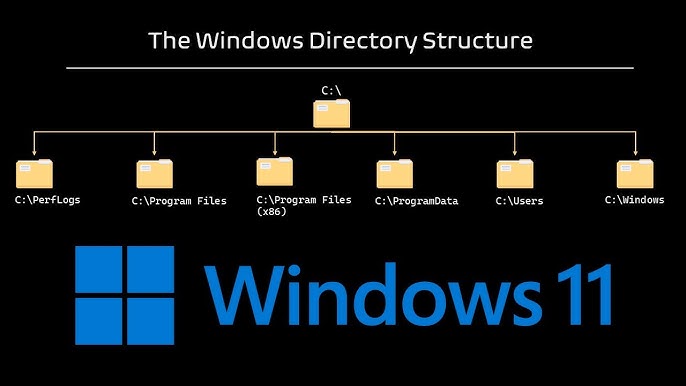 The Windows Directory Structure
C:\
C:\PerfLogs
C:\Program Files
C:\Program Files
(x86)
C:\ProgramData
C:\Users
C:\Windows
Windows 11